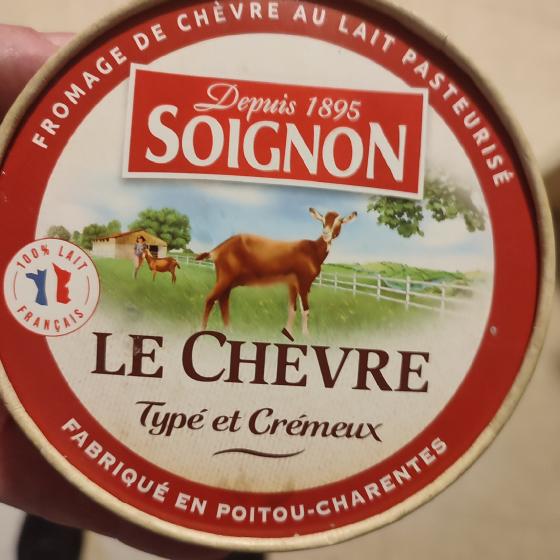 FROMAGE DE CHÈVRE AU LAIT PASTEURISÉ
Depuis 1895
SOIGNON
100% LAIT
FRANÇAIS
LE CHÈVRE
Typé et Crémeux
FABRIQUÉ EN POITOU-CHARENTES